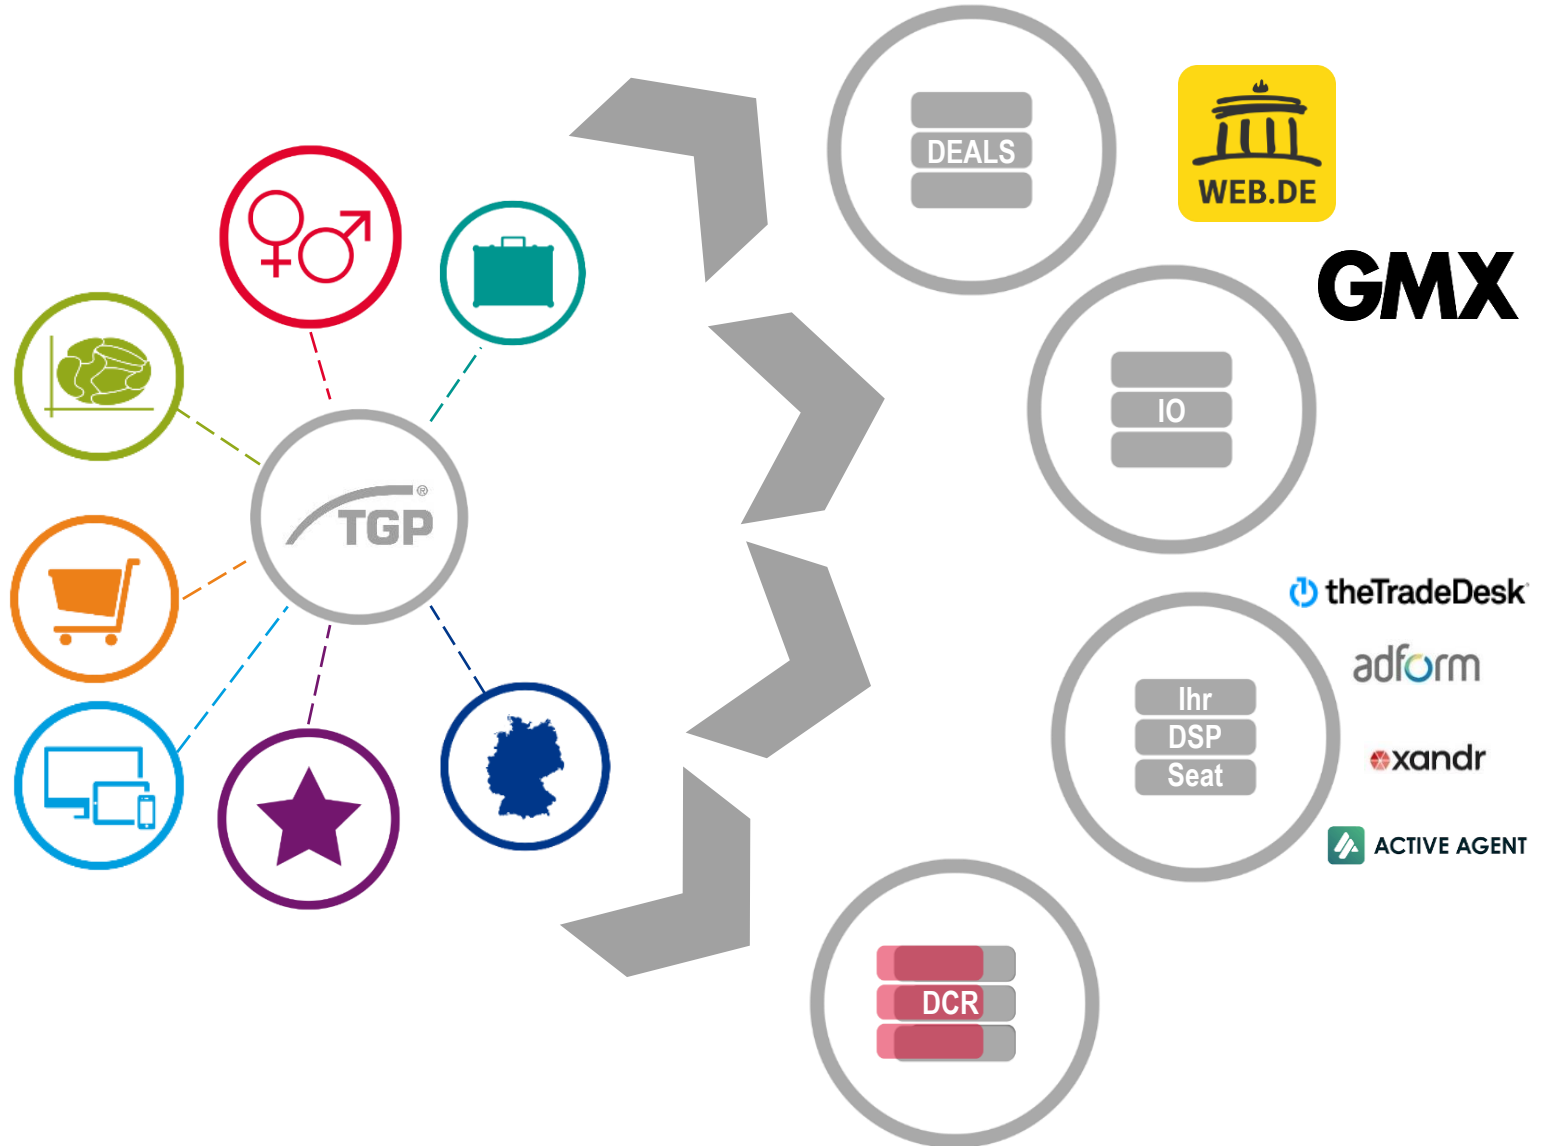 DEALS
WEB.DE
GMX
IO
TGP®
theTradeDesk
adform
Ihr
DSP
Seat
xandr
ACTIVE AGENT
DCR